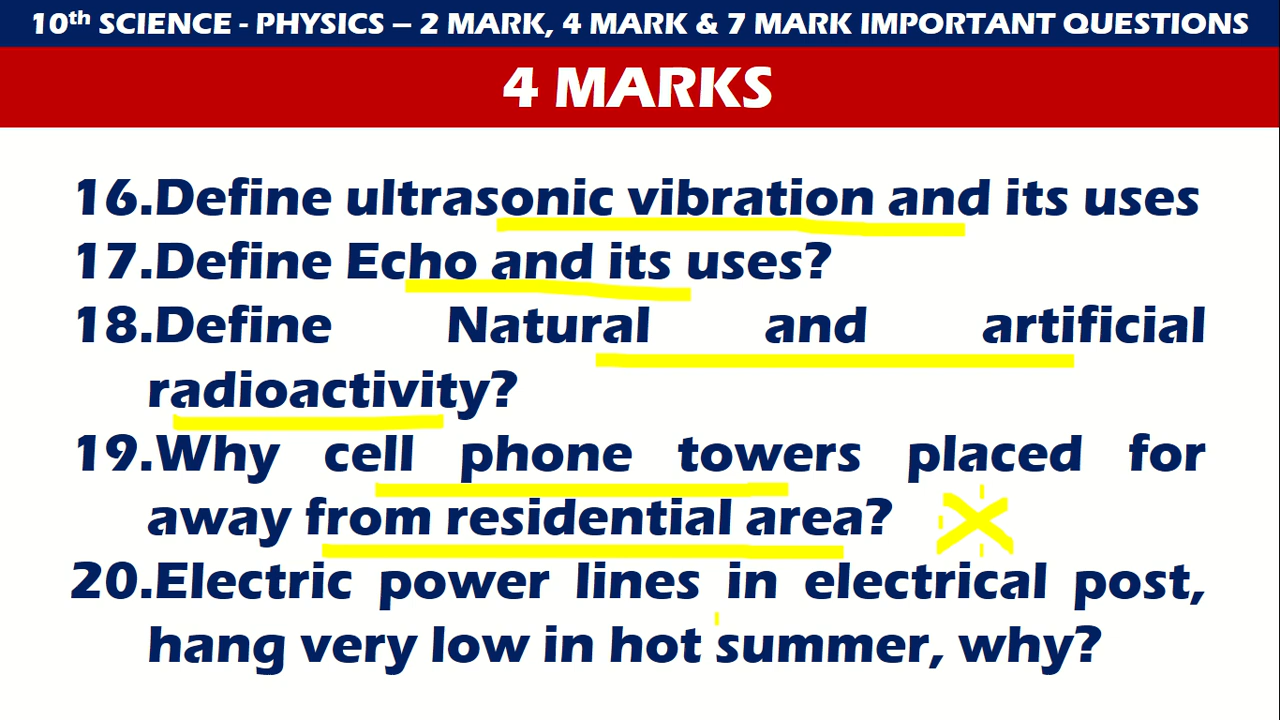 10th SCIENCE - PHYSICS – 2 MARK, 4 MARK & 7 MARK IMPORTANT QUESTIONS
4 MARKS
16.Define ultrasonic vibration and its uses
17.Define Echo and its uses?
18.Define Natural and artificial
radioactivity?
19.Why cell phone towers placed for
away from residential area?
20.Electric power lines in electrical post,
hang very low in hot summer, why?